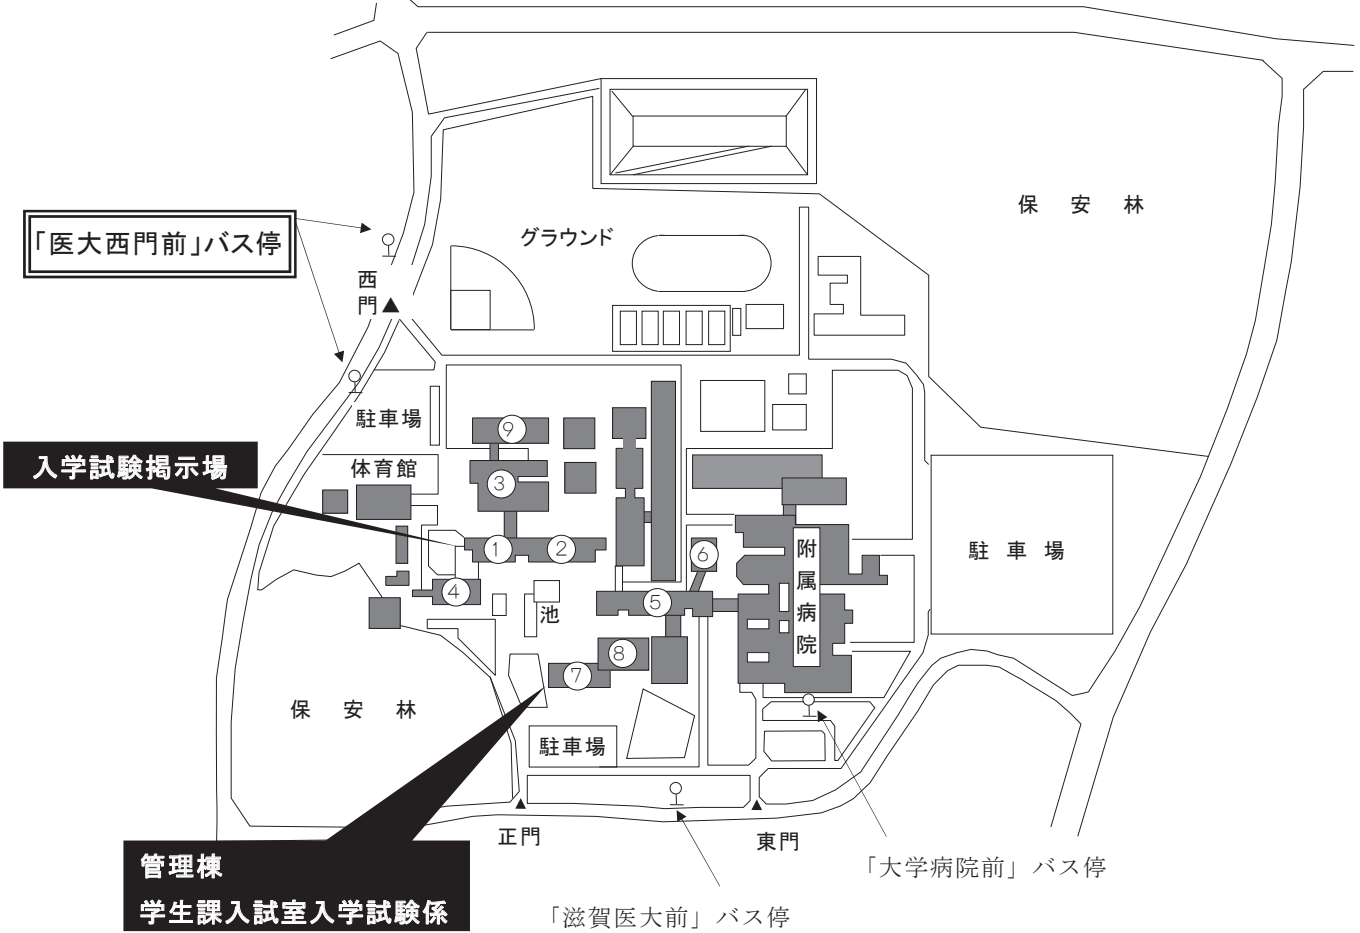 保 安 林
「医大西門前」バス停
グラウンド
西
門
駐車場
⑨
入学試験掲示場
体育館
③
①
②
⑥
附
属
病
院
駐 車 場
④
⑤
池
⑧
⑦
保 安 林
駐車場
正門
東門
管理棟
学生課入試室入学試験係
「大学病院前」バス停
「滋賀医大前」バス停